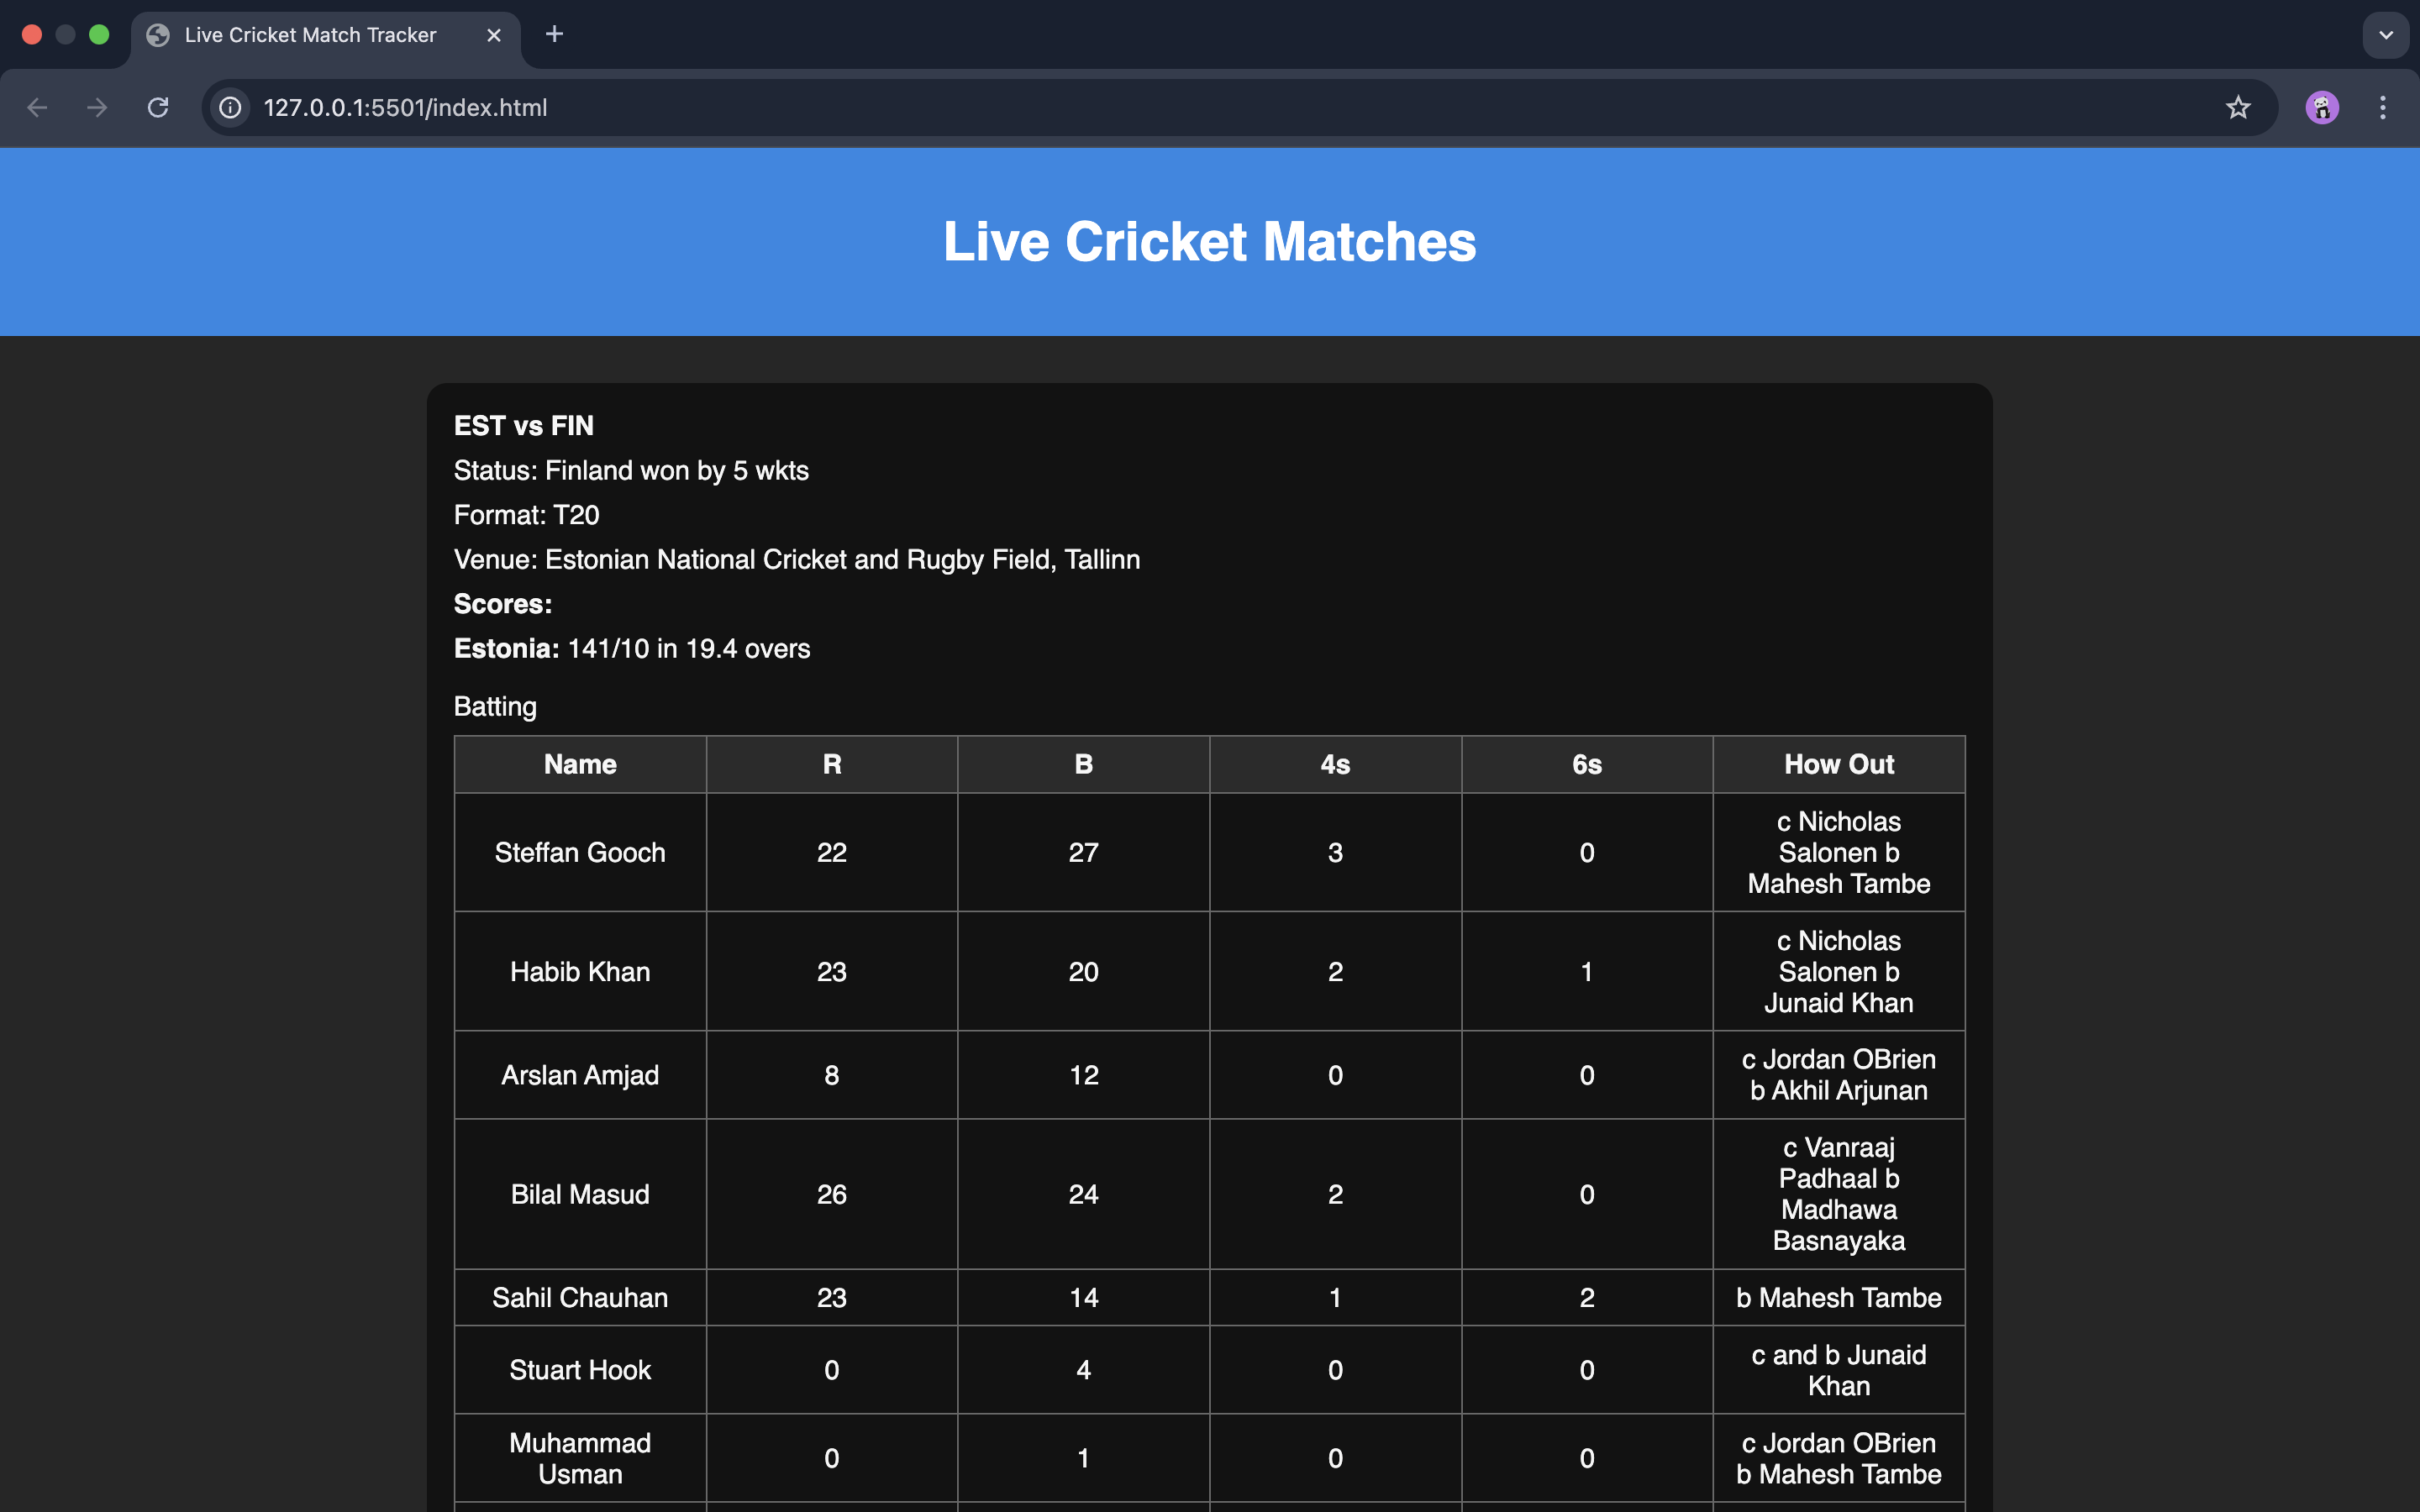 Live Cricket Match Tracker
127.0.0.1:5501/index.html
Live Cricket Matches
EST vs FIN
Status: Finland won by 5 wkts
Format: T20
Venue: Estonian National Cricket and Rugby Field, Tallinn
Scores:
Estonia: 141/10 in 19.4 overs
Batting
Name R B 4s 6s How Out
Steffan Gooch 22 27 3 0 c Nicholas
Salonen b
Mahesh Tambe
Habib Khan 23 20 2 1 c Nicholas
Salonen b
Junaid Khan
Arslan Amjad 8 12 0 0 c Jordan OBrien
b Akhil Arjunan
Bilal Masud 26 24 2 0 c Vanraaj
Padhaal b
Madhawa
Basnayaka
Sahil Chauhan 23 14 1 2 b Mahesh Tambe
Stuart Hook 0 4 0 0 c and b Junaid
Khan
Muhammad
Usman 0 1 0 0 c Jordan OBrien
b Mahesh Tambe